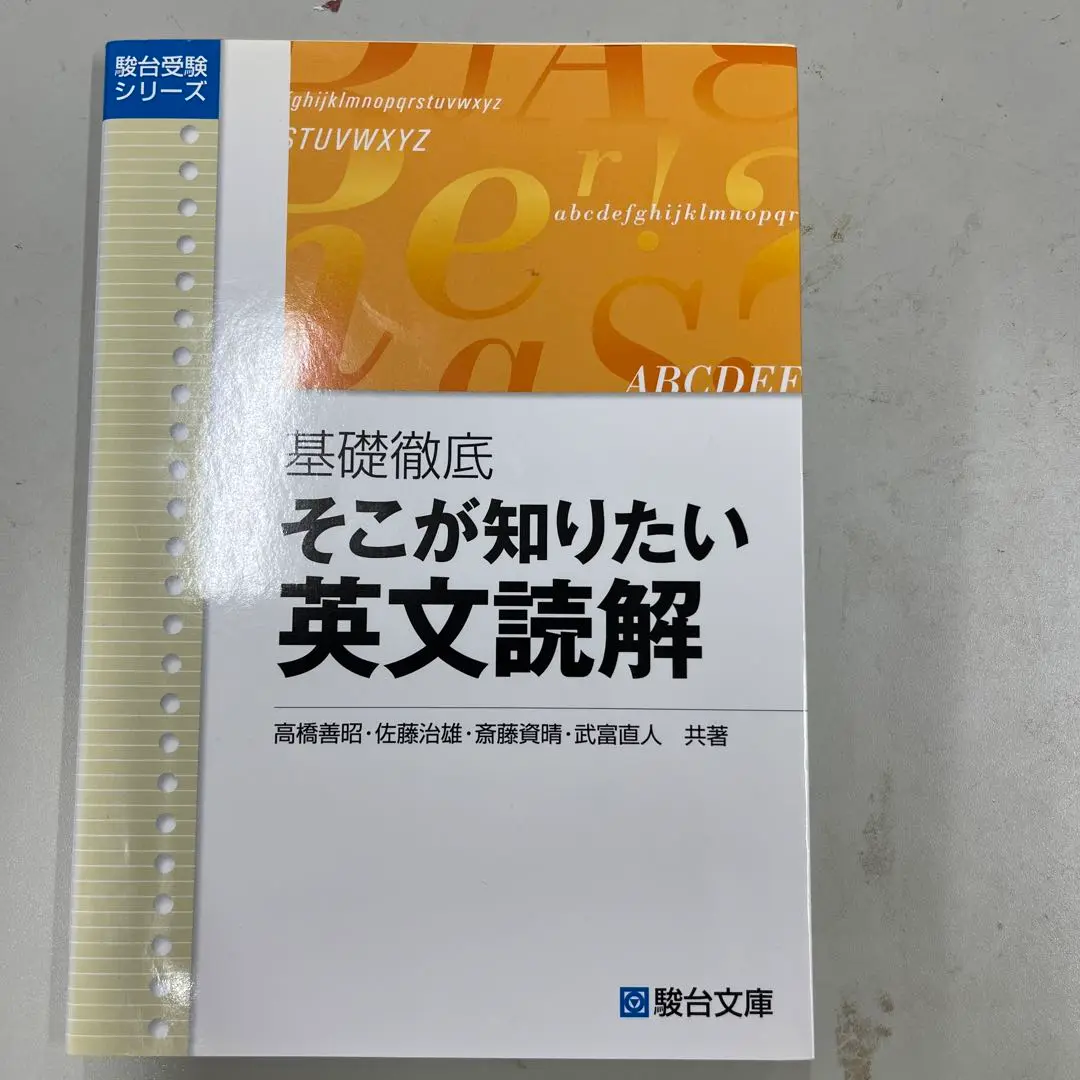 駿台受験
シリーズ
fghijklmnopqrstuvwxyz
STUVWXYZ
r!
abcdefghijklmnopqr
ABCDEF
基礎徹底
そこが知りたい
英文読解
高橋善昭・佐藤治雄・斎藤資晴・武富直人 共著
駿台文庫